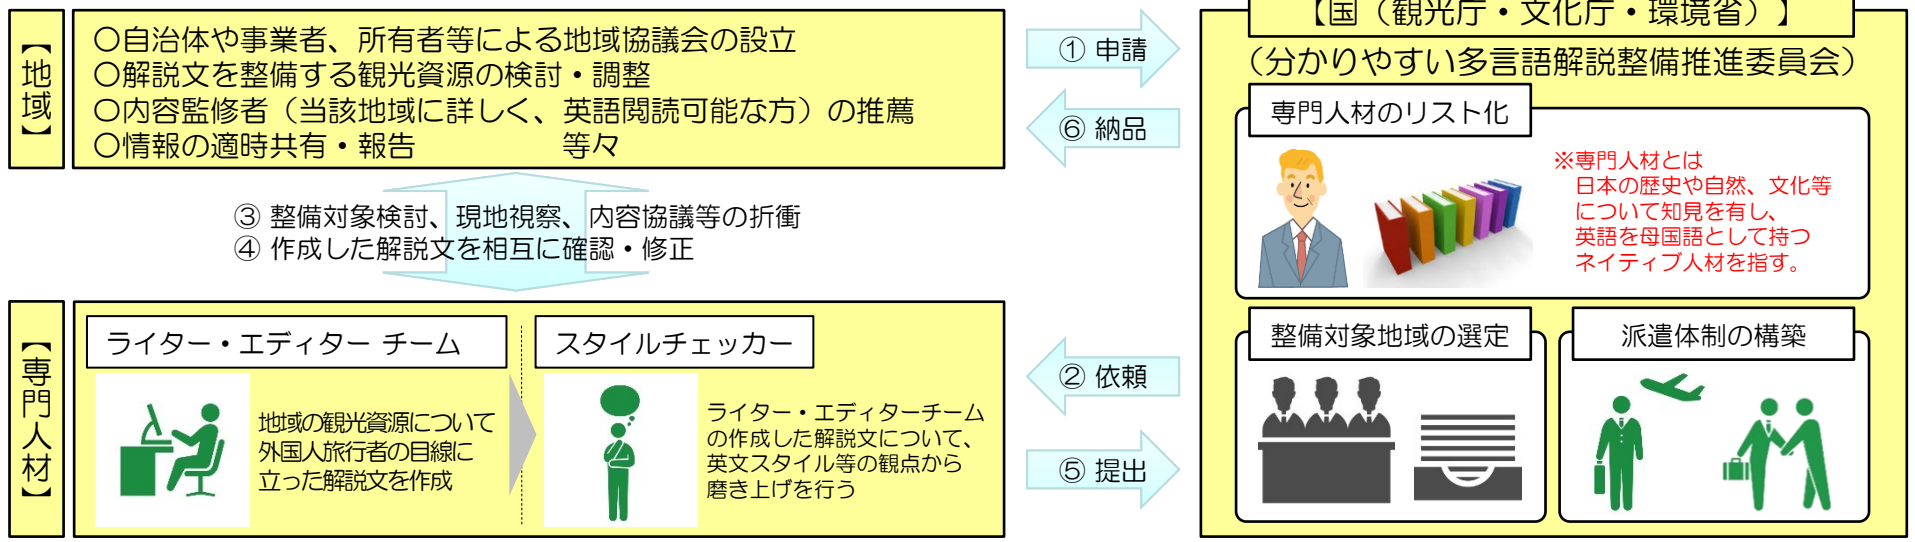 【地域】
〇自治体や事業者、所有者等による地域協議会の設立
〇解説文を整備する観光資源の検討・調整
〇内容監修者（当該地域に詳しく、英語閲読可能な方）の推薦
〇情報の適時共有・報告　　　　　等々
③ 整備対象検討、現地視察、内容協議等の折衝
④ 作成した解説文を相互に確認・修正
【専門人材】
ライター・エディター チーム
地域の観光資源について
外国人旅行者の目線に
立った解説文を作成
スタイルチェッカー
ライター・エディターチーム
の作成した解説文について、
英文スタイル等の観点から
磨き上げを行う
① 申請
⑥ 納品
② 依頼
⑤ 提出
【国（観光庁・文化庁・環境省）】
（分かりやすい多言語解説整備推進委員会）
専門人材のリスト化
※専門人材とは
日本の歴史や自然、文化等
について知見を有し、
英語を母国語として持つ
ネイティブ人材を指す。
整備対象地域の選定
派遣体制の構築